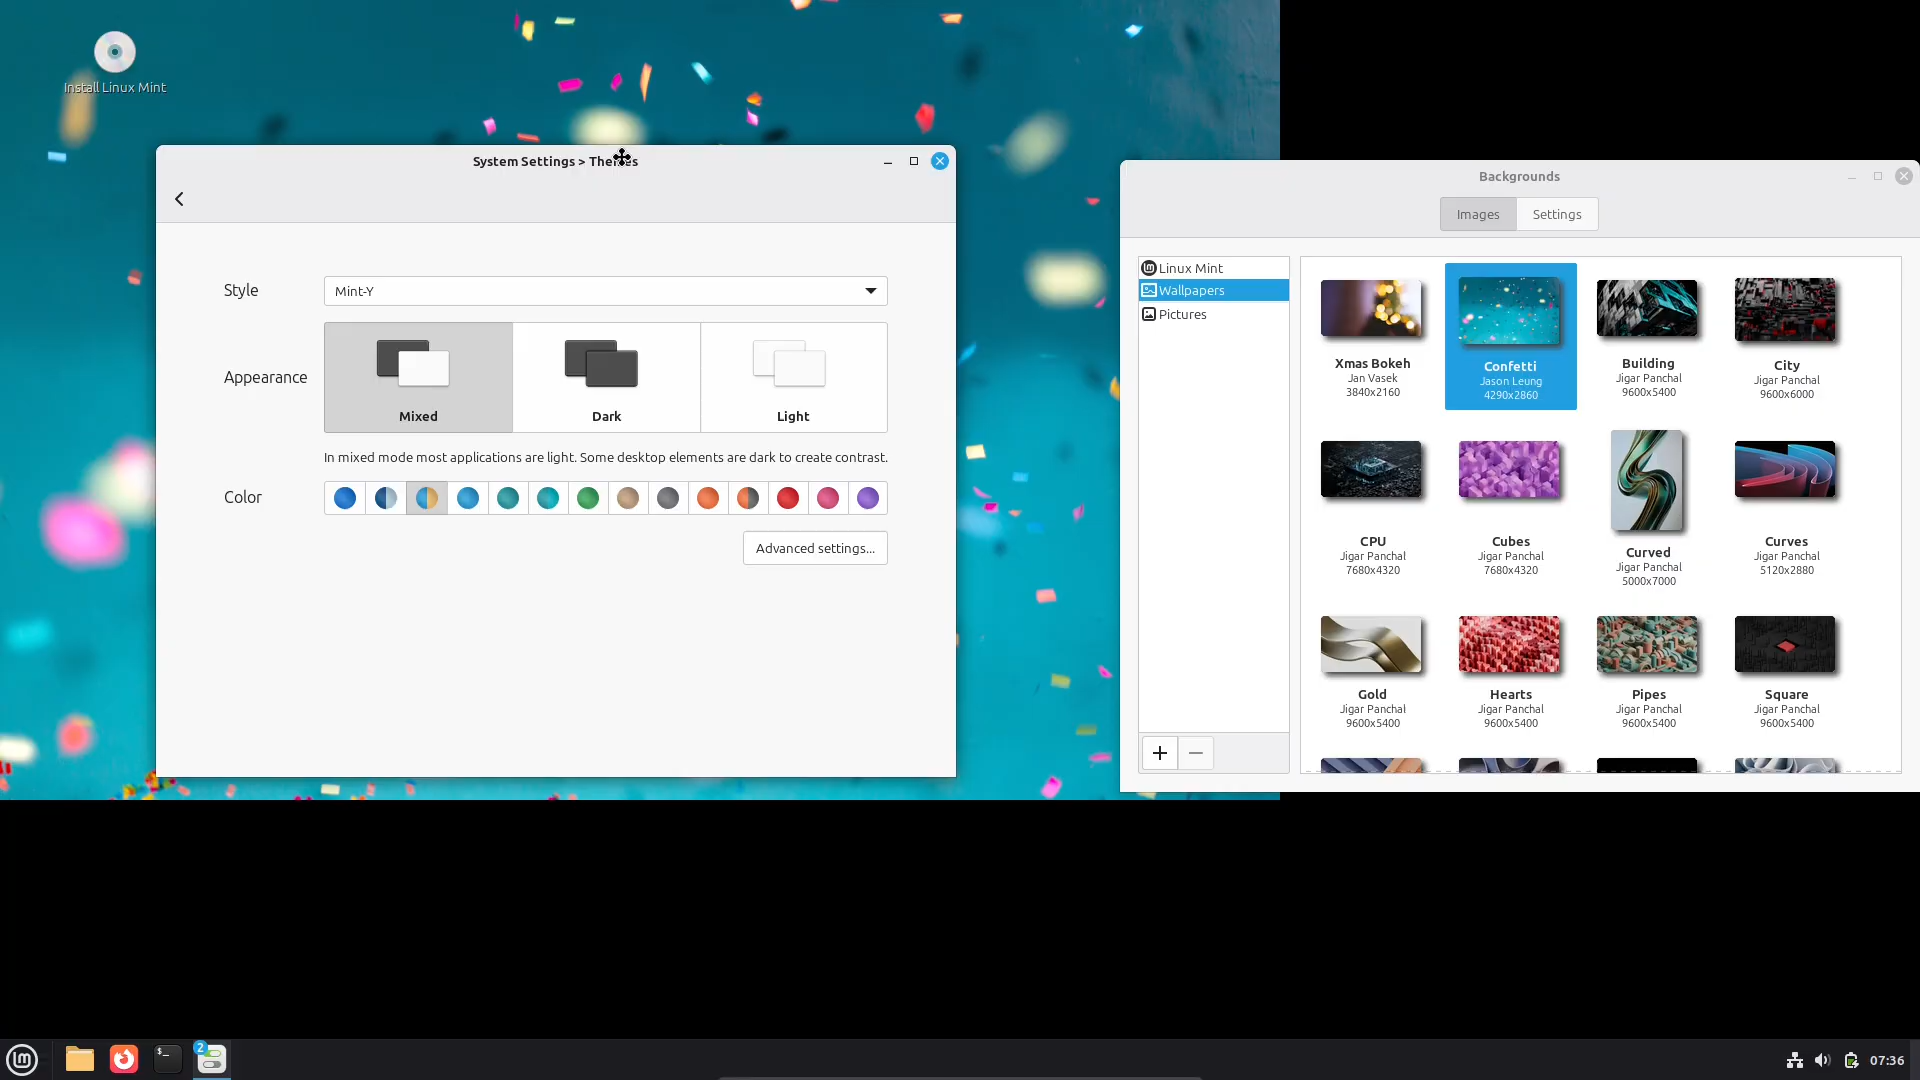 Install Linux Mint
System Settings > Themes
Style
Mint-Y
Appearance
Mixed
Dark
Light
In mixed mode most applications are light. Some desktop elements are dark to create contrast.
Color
Advanced settings...
Backgrounds
Images
Settings
Linux Mint
Wallpapers
Pictures
Xmas Bokeh
Jan Vasek
3840x2160
Confetti
Jason Leung
4290x2860
Building
Jigar Panchal
9600x5400
City
Jigar Panchal
9600x6000
CPU
Jigar Panchal
7680x4320
Cubes
Jigar Panchal
7680x4320
Curved
Jigar Panchal
5000x7000
Curves
Jigar Panchal
5120x2880
Gold
Jigar Panchal
9600x5400
Hearts
Jigar Panchal
9600x5400
Pipes
Jigar Panchal
9600x5400
Square
Jigar Panchal
9600x5400
$_
2
07:36